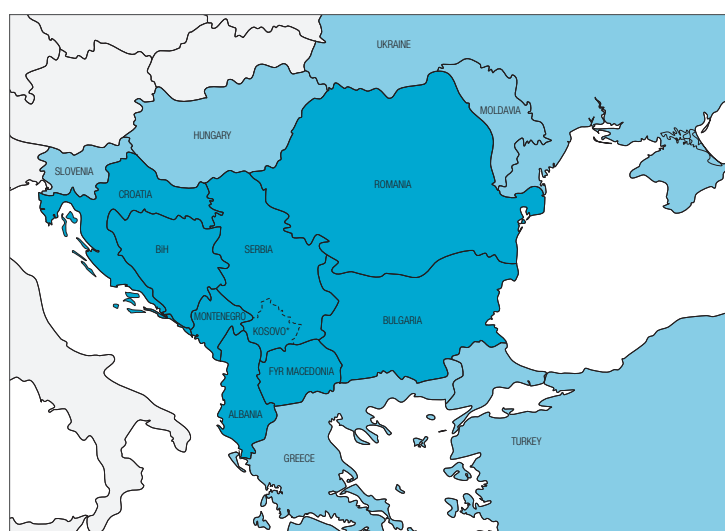 UKRAINE
MOLDAVIA
HUNGARY
SLOVENIA
ROMANIA
CROATIA
BiH
SERBIA
MONTENEGRO
BULGARIA
KOSOVO*
FYR MACEDONIA
ALBANIA
TURKEY
GREECE